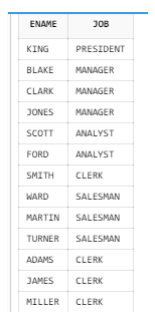 ENAME JOB
KING PRESIDENT
BLAKE MANAGER
CLARK MANAGER
JONES MANAGER
SCOTT ANALYST
FORD ANALYST
SMITH CLERK
WARD SALESMAN
MARTIN SALESMAN
TURNER SALESMAN
ADAMS CLERK
JAMES CLERK
MILLER CLERK